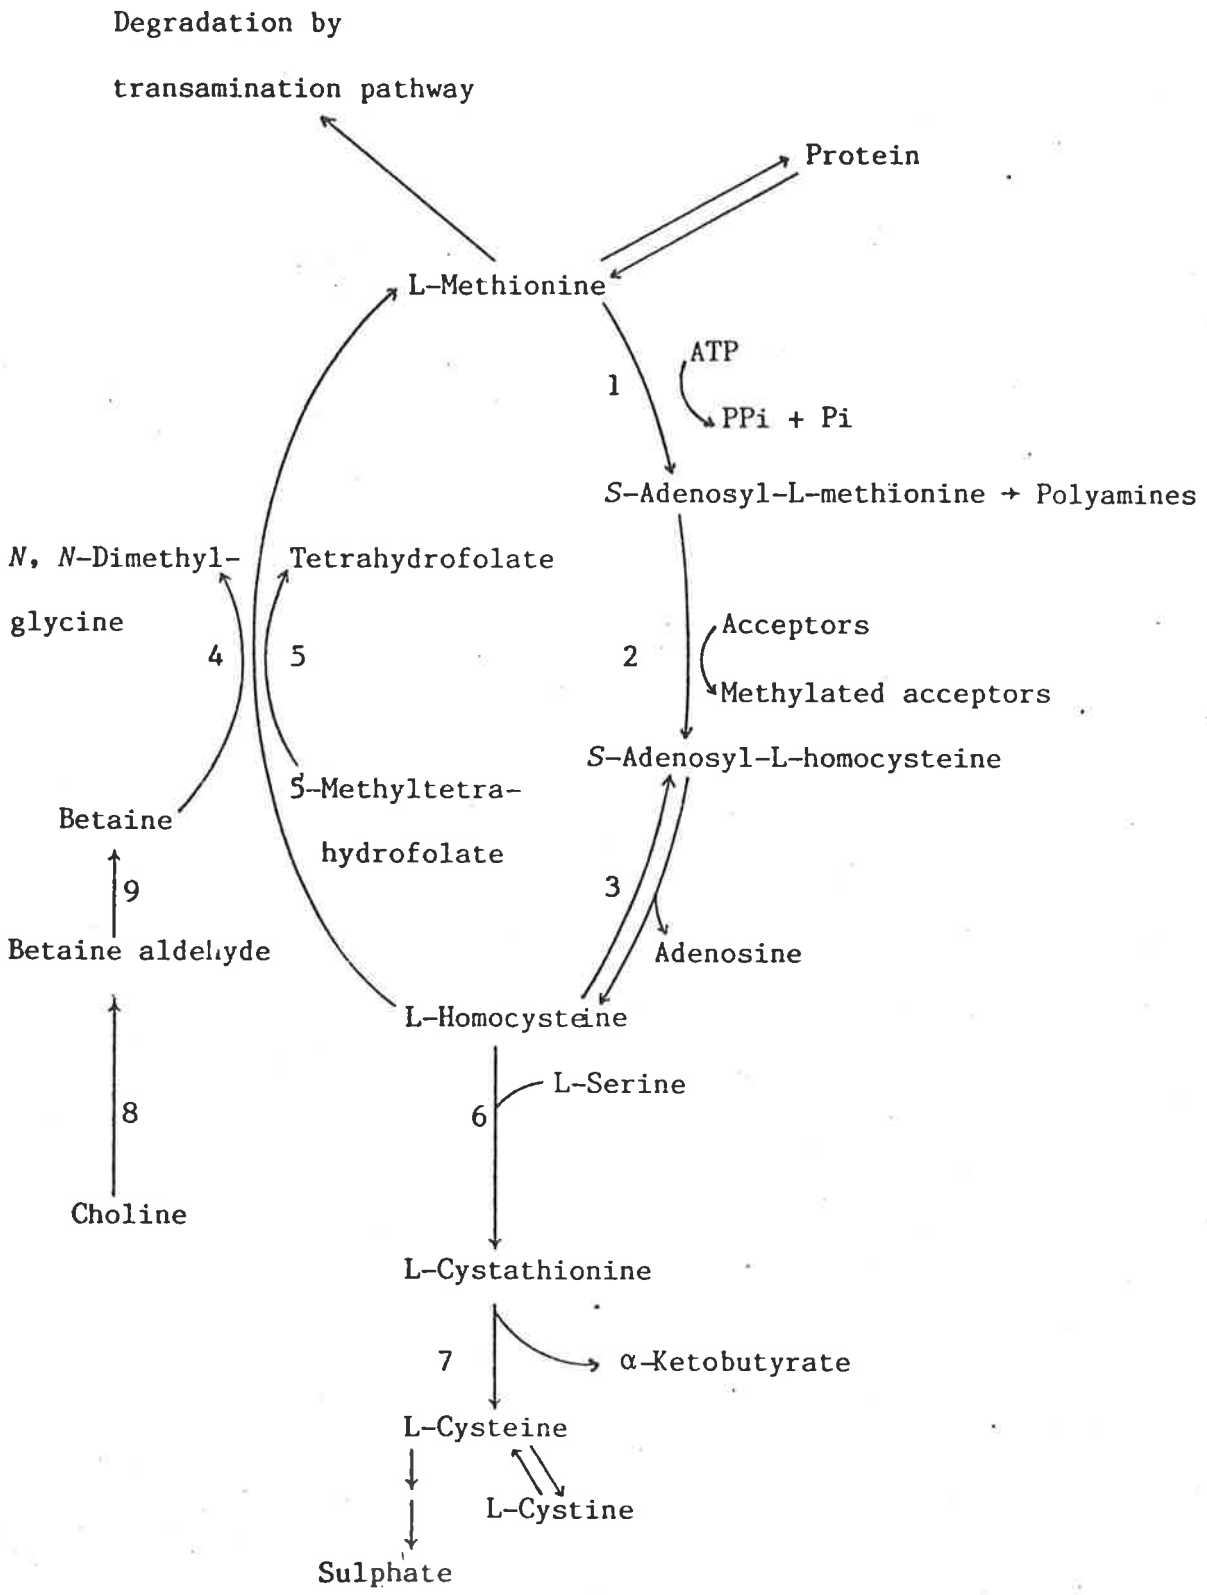 Degradation by
transamination pathway
Protein
L-Methionine
ATP
1
PPi + Pi
S-Adenosyl-L-methionine → Polyamines
N, N-Dimethyl-
glycine
Tetrahydrofolate
4
5
2
Acceptors
Methylated acceptors
S-Adenosyl-L-homocysteine
5-Methyltetra-
hydrofolate
Betaine
9
3
Betaine aldehyde
Adenosine
L-Homocysteine
L-Serine
6
8
Choline
L-Cystathionine
7
α-Ketobutyrate
L-Cysteine
L-Cystine
Sulphate